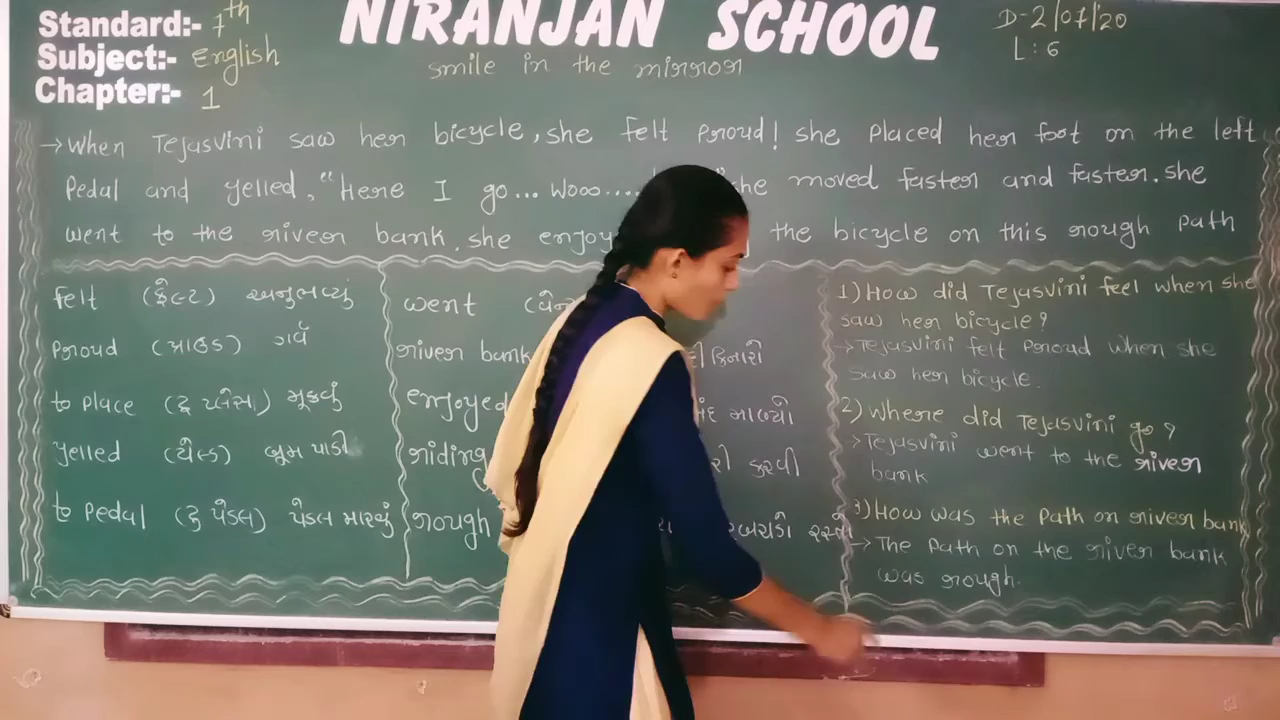 NIRANJAN SCHOOL
Standard:- 7th
Subject:- English
Chapter:- 1
D-2/07/20
L: 6
smile in the mirror
→When Tejasvini saw her bicycle, she felt proud! she placed her foot on the left
pedal and yelled, "Here I go... Wooo.... she moved faster and faster. she
went to the river bank. she enjoy the bicycle on this rough path
felt (ફેલ્ટ) અનુભવ્યું
proud (પ્રાઉડ) ગર્વ
to place (ટુ પ્લેસ) મૂકવું
yelled (યેલ્ડ) બૂમ પાડી
to pedal (ટુ પેડલ) પેડલ મારવું
went
river bank કિનારો
enjoyed માણ્યો
riding કરવી
rough રસ્તો
1) How did Tejasvini feel when she
saw her bicycle?
→Tejasvini felt proud when she
saw her bicycle.
2) Where did Tejasvini go?
→Tejasvini went to the river
bank
3) How was the path on river bank
→ The path on the river bank
was rough.